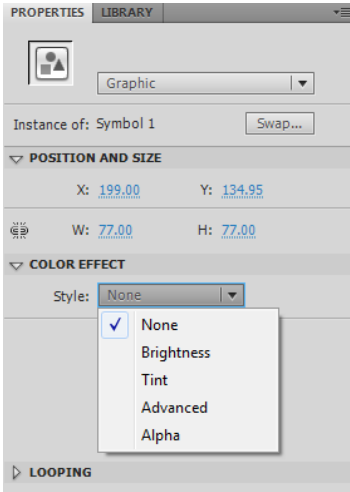 PROPERTIES LIBRARY
Graphic
Instance of: Symbol 1 Swap...
POSITION AND SIZE
X: 199.00 Y: 134.95
W: 77.00 H: 77.00
COLOR EFFECT
Style: None
None
Brightness
Tint
Advanced
Alpha
LOOPING